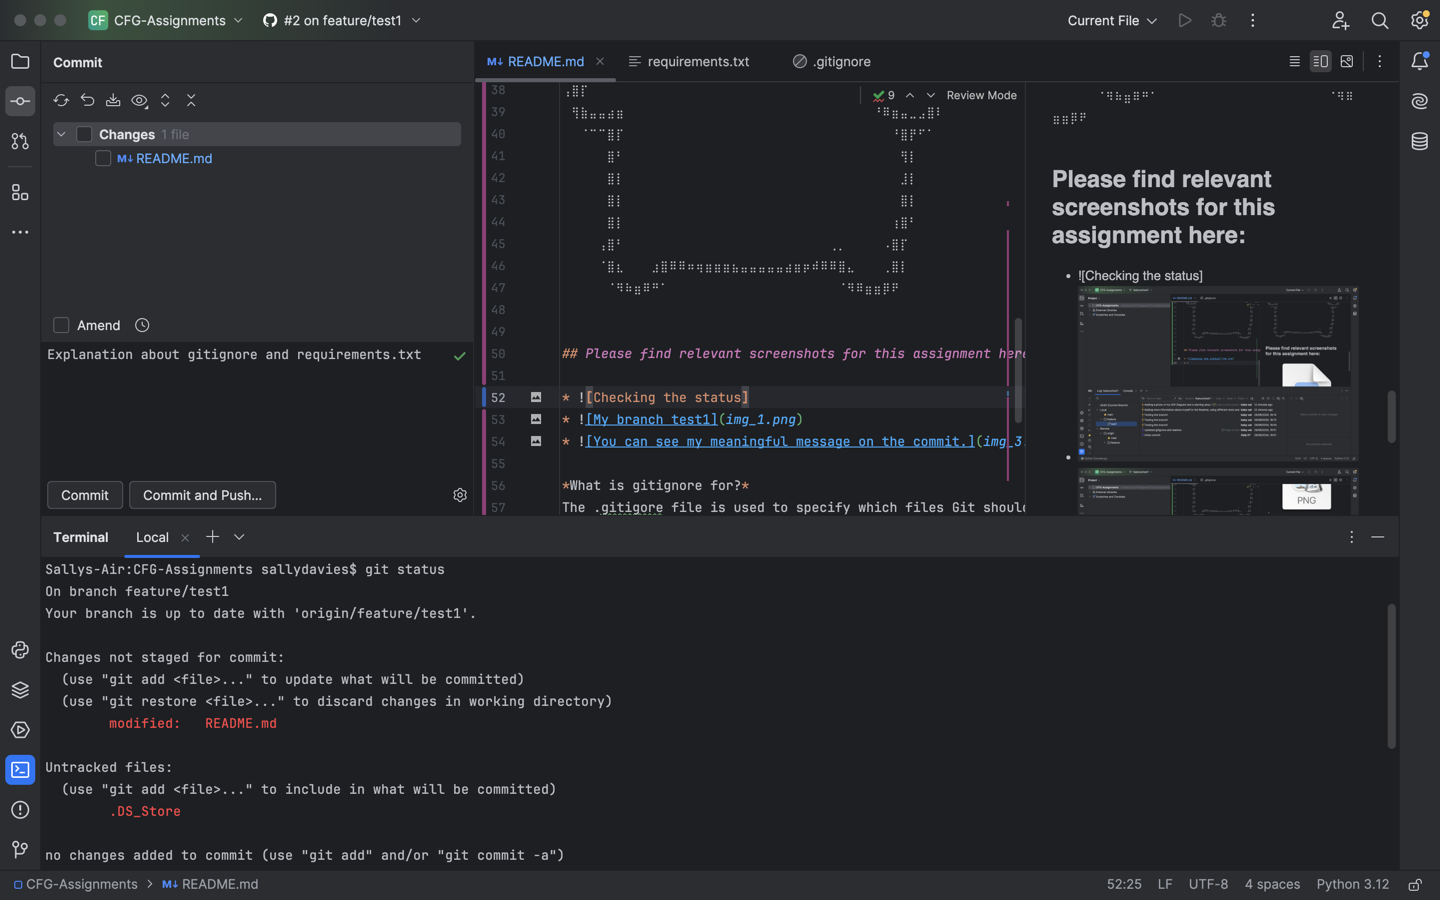 CF CFG-Assignments
#2 on feature/test1
Current File
Commit
Changes 1 file
M↓ README.md
Amend
Explanation about gitignore and requirements.txt
Commit
Commit and Push...
M↓ README.md
requirements.txt
.gitignore
9
Review Mode
38
39
40
41
42
43
44
45
46
47
48
49
50 ## Please find relevant screenshots for this assignment here
51
52 * ![Checking the status]
53 * ![My branch test1](img_1.png)
54 * ![You can see my meaningful message on the commit.](img_3
55
56 *What is gitignore for?*
57 The .gitigore file is used to specify which files Git shoul
Please find relevant
screenshots for this
assignment here:
• ![Checking the status]
Please find relevant screenshots
for this assignment here:
PNG
Terminal
Local
Sallys-Air:CFG-Assignments sallydavies$ git status
On branch feature/test1
Your branch is up to date with 'origin/feature/test1'.
Changes not staged for commit:
(use "git add <file>..." to update what will be committed)
(use "git restore <file>..." to discard changes in working directory)
modified: README.md
Untracked files:
(use "git add <file>..." to include in what will be committed)
.DS_Store
no changes added to commit (use "git add" and/or "git commit -a")
CFG-Assignments > M↓ README.md
52:25 LF UTF-8 4 spaces Python 3.12